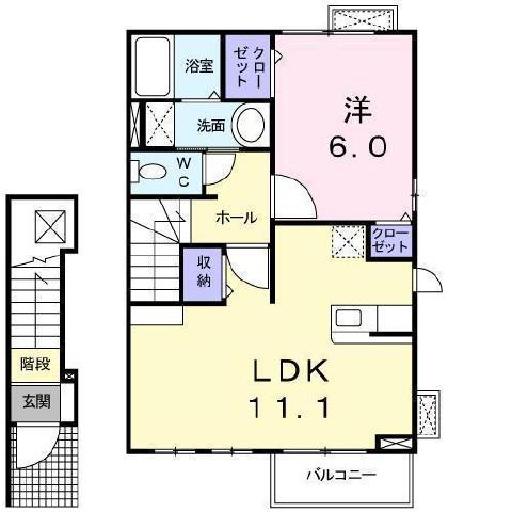 浴室
クローゼット
洋
6.0
洗面
WC
ホール
クローゼット
収納
階段
玄関
LDK
11.1
バルコニー